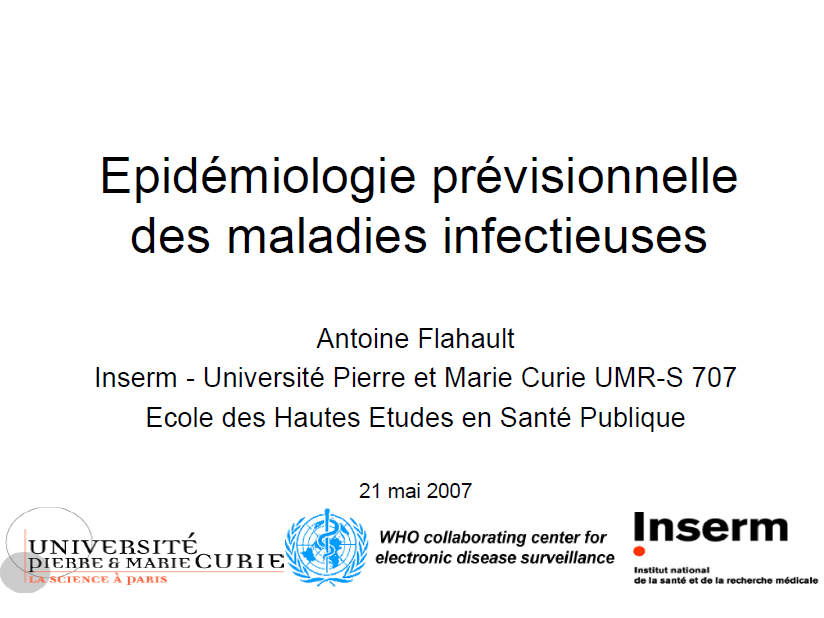 Epidémiologie prévisionnelle
des maladies infectieuses
Antoine Flahault
Inserm - Université Pierre et Marie Curie UMR-S 707
Ecole des Hautes Etudes en Santé Publique
21 mai 2007
UNIVERSITÉ
PIERRE & MARIE CURIE
LA SCIENCE À PARIS
WHO collaborating center for
electronic disease surveillance
Inserm
Institut national
de la santé et de la recherche médicale